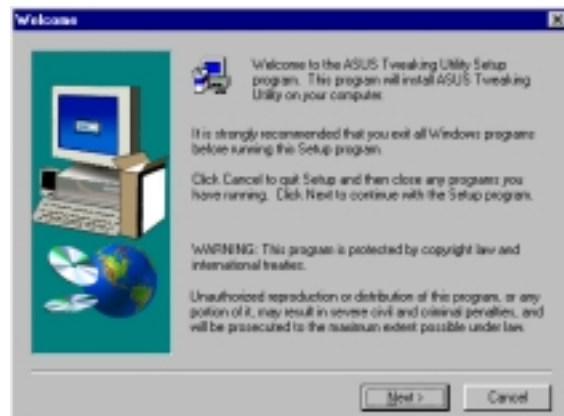 Welcome
Welcome to the ASUS Tweaking Utility Setup
program. This program will install ASUS Tweaking
Utility on your computer.
It is strongly recommended that you exit all Windows programs
before running this Setup program.
Click Cancel to quit Setup and then close any programs you
have running. Click Next to continue with the Setup program.
WARNING: This program is protected by copyright law and
international treaties.
Unauthorized reproduction or distribution of this program, or any
portion of it, may result in severe civil and criminal penalties, and
will be prosecuted to the maximum extent possible under law.
Next >
Cancel